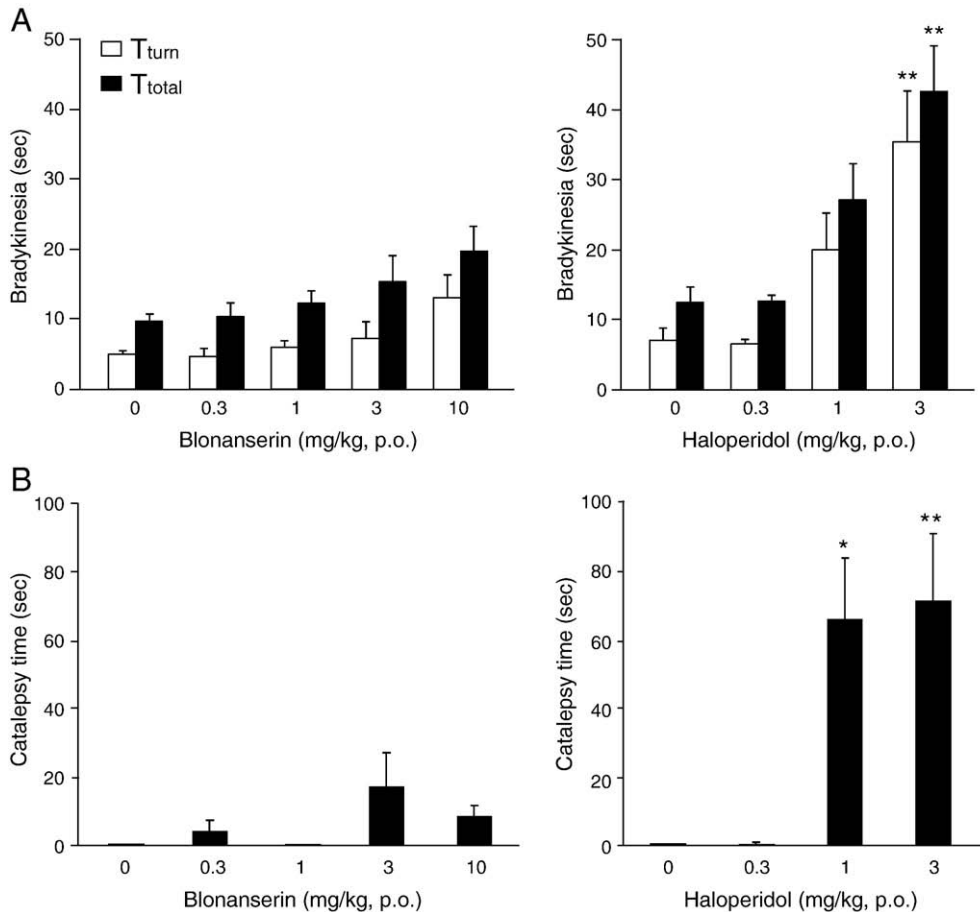 A
Tturn
Ttotal
Bradykinesia (sec)
50
40
30
20
10
0
0 0.3 1 3 10
Blonanserin (mg/kg, p.o.)
Bradykinesia (sec)
50
40
30
20
10
0
** **
0 0.3 1 3
Haloperidol (mg/kg, p.o.)
B
Catalepsy time (sec)
100
80
60
40
20
0
0 0.3 1 3 10
Blonanserin (mg/kg, p.o.)
Catalepsy time (sec)
100
80
60
40
20
0
* **
0 0.3 1 3
Haloperidol (mg/kg, p.o.)